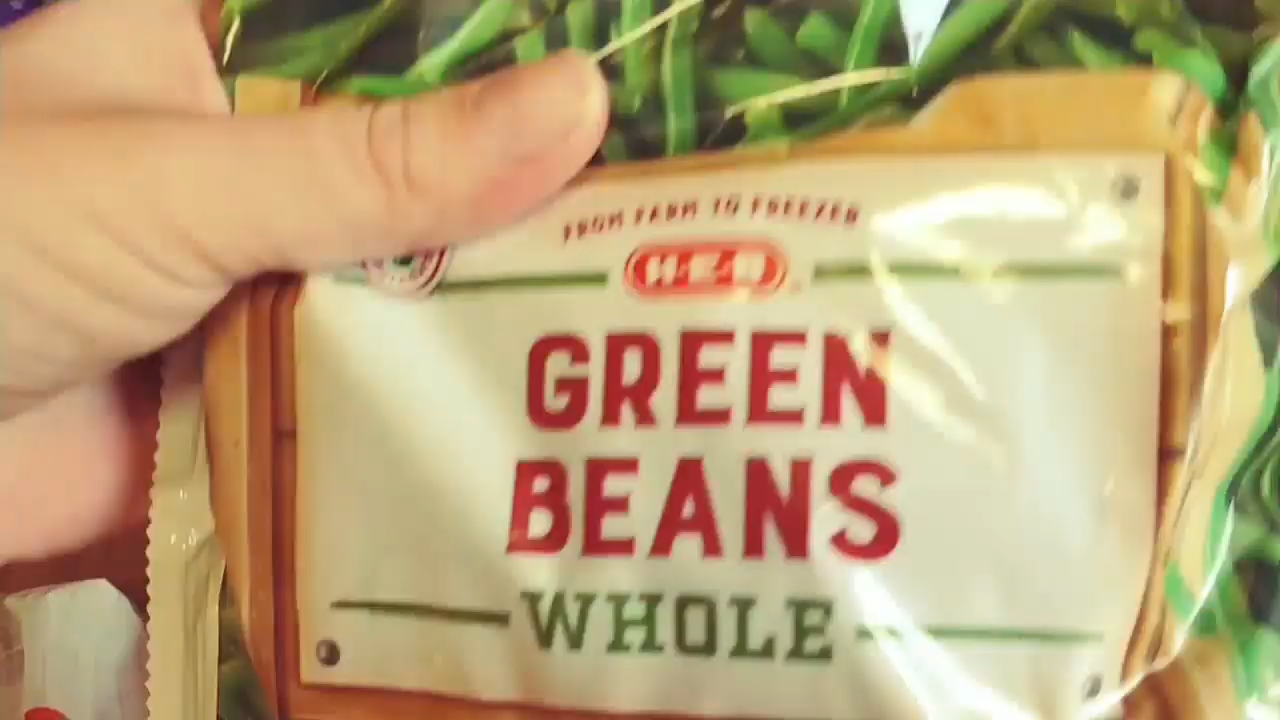 FROM FARM TO FREEZER
H-E-B
GREEN
BEANS
WHOLE